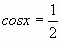 cosx = 1/2